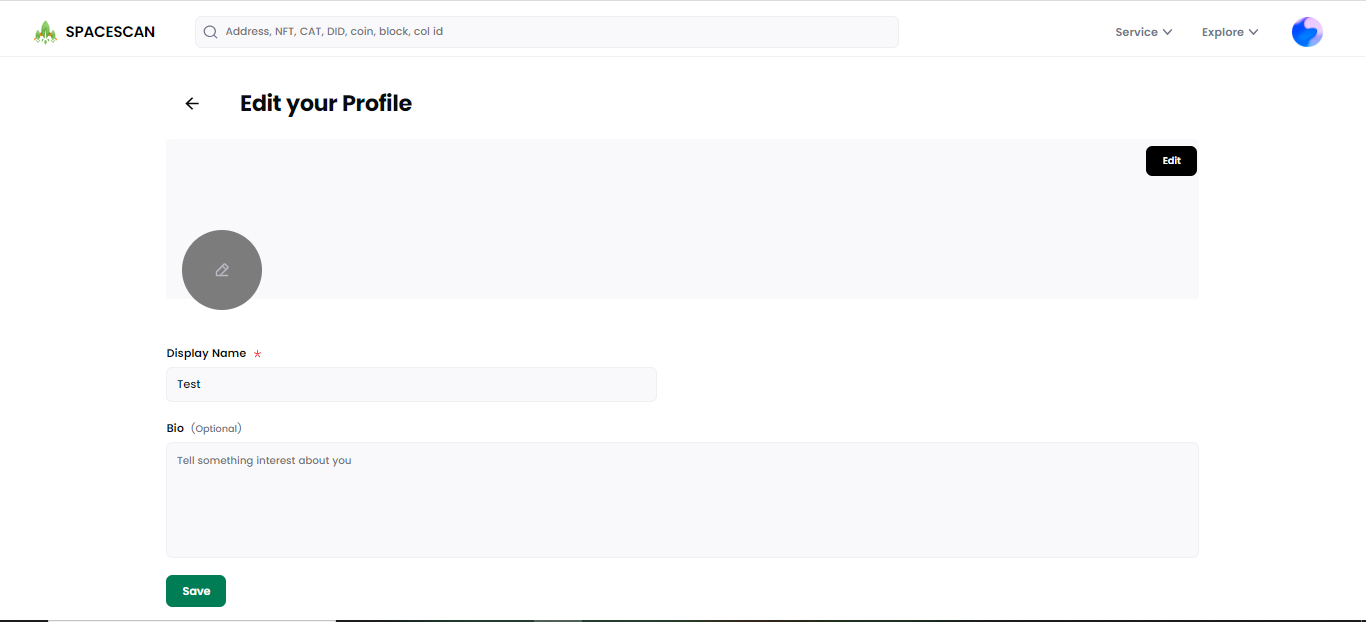 SPACESCAN
Address, NFT, CAT, DID, coin, block, col id
Service
Explore
Edit your Profile
Edit
Display Name *
Test
Bio (Optional)
Tell something interest about you
Save